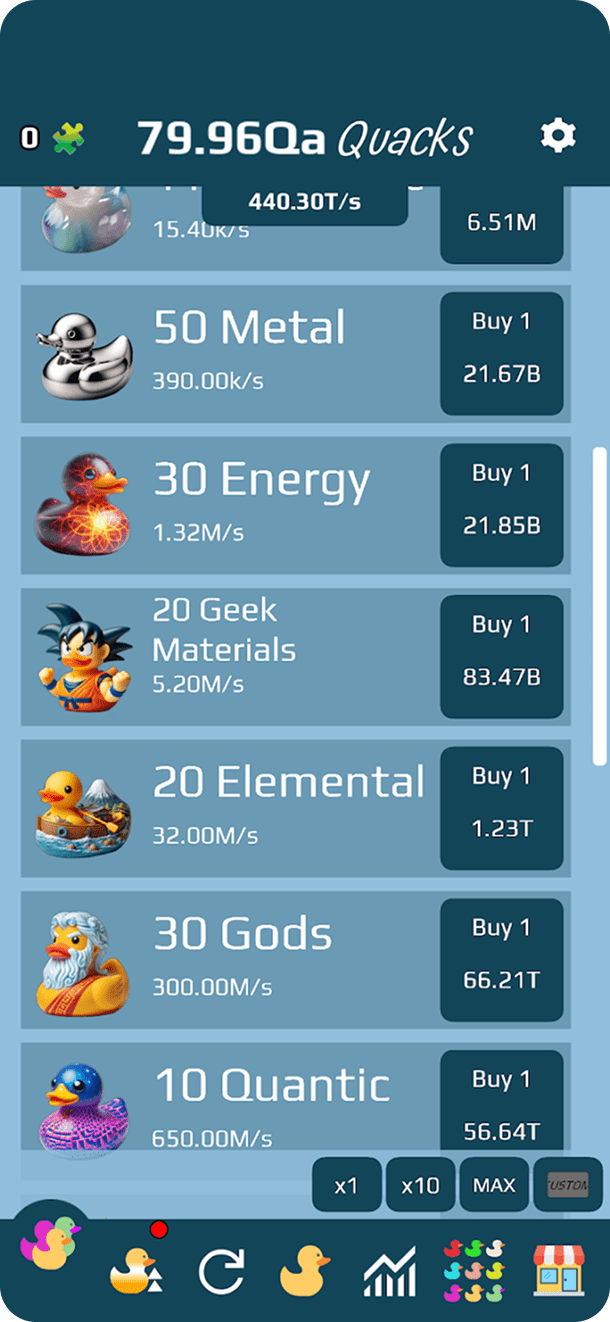 0
79.96Qa Quacks
440.30T/s
15.40k/s
6.51M
50 Metal
390.00k/s
Buy 1
21.67B
30 Energy
1.32M/s
Buy 1
21.85B
20 Geek
Materials
5.20M/s
Buy 1
83.47B
20 Elemental
32.00M/s
Buy 1
1.23T
30 Gods
300.00M/s
Buy 1
66.21T
10 Quantic
650.00M/s
Buy 1
56.64T
x1
x10
MAX
CUSTOM